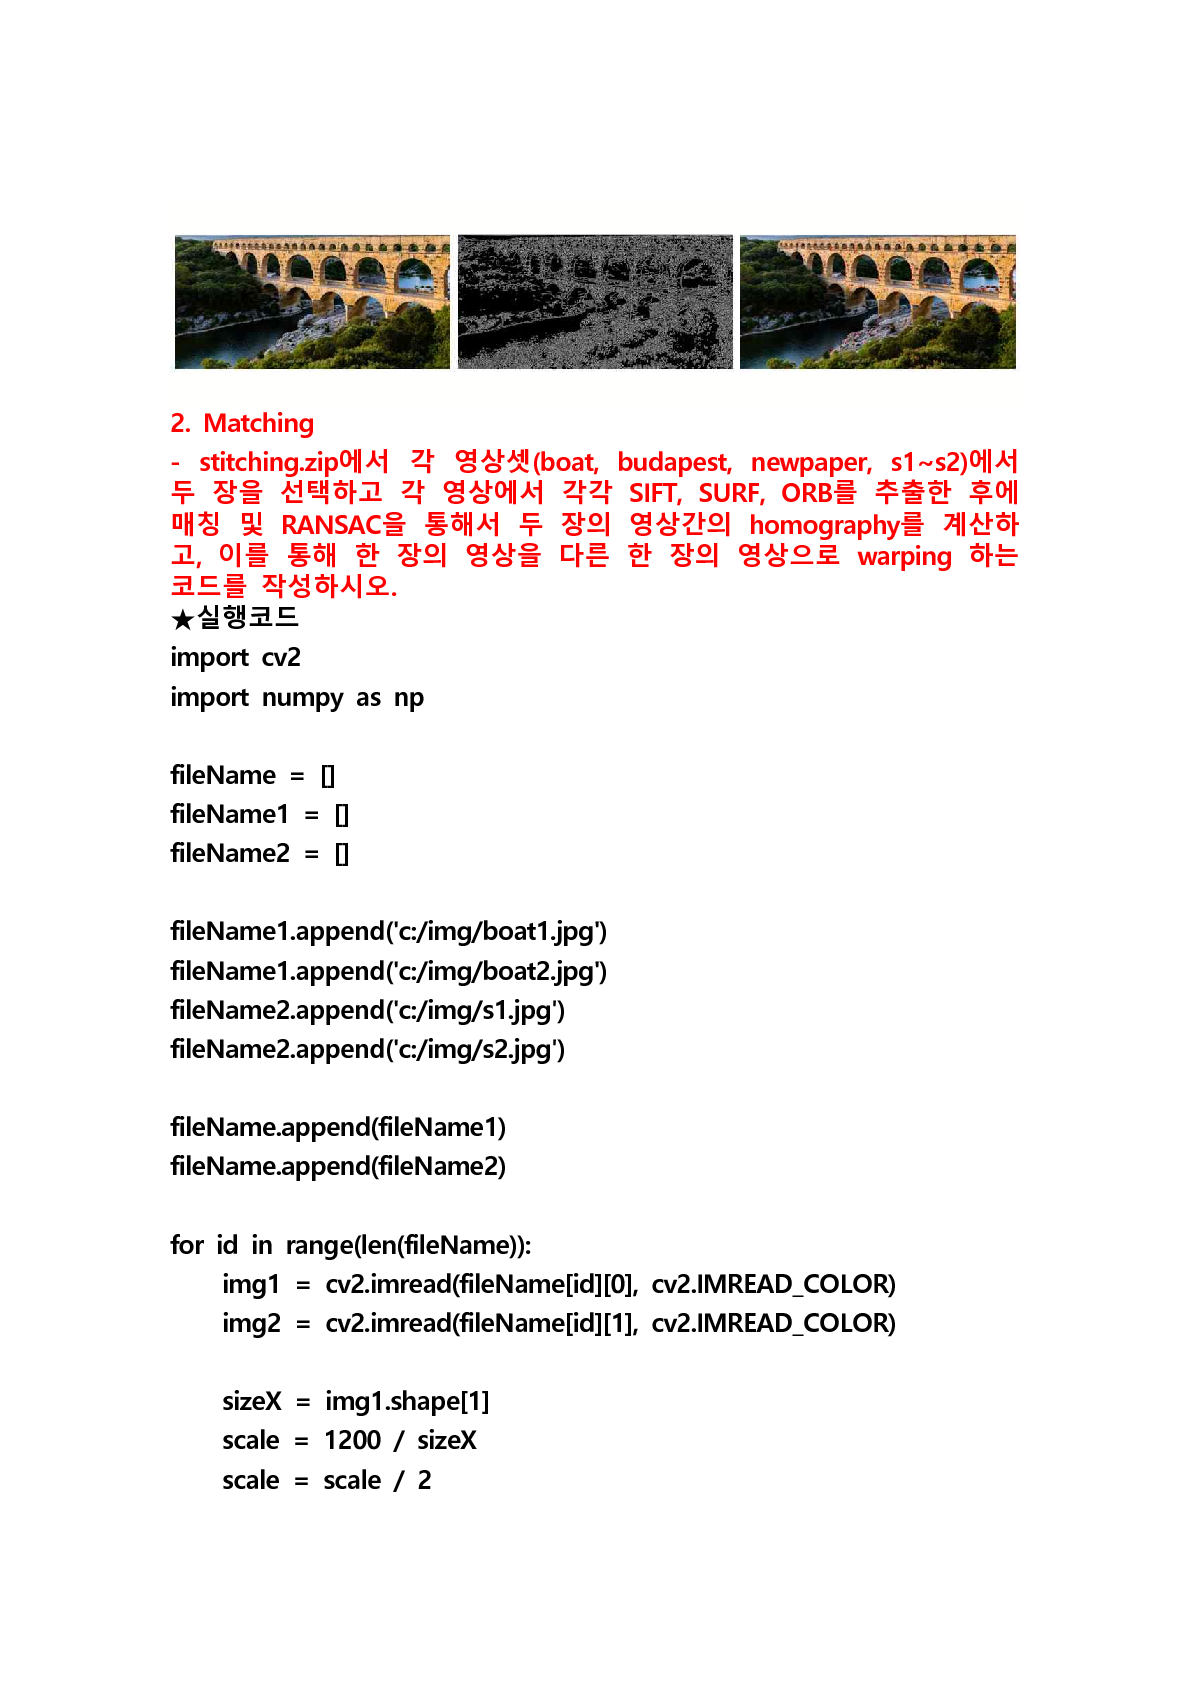 2. Matching
- stitching.zip에서 각 영상셋(boat, budapest, newpaper, s1~s2)에서
두 장을 선택하고 각 영상에서 각각 SIFT, SURF, ORB를 추출한 후에
매칭 및 RANSAC을 통해서 두 장의 영상간의 homography를 계산하
고, 이를 통해 한 장의 영상을 다른 한 장의 영상으로 warping 하는
코드를 작성하시오.
★실행코드
import cv2
import numpy as np
fileName = []
fileName1 = []
fileName2 = []
fileName1.append('c:/img/boat1.jpg')
fileName1.append('c:/img/boat2.jpg')
fileName2.append('c:/img/s1.jpg')
fileName2.append('c:/img/s2.jpg')
fileName.append(fileName1)
fileName.append(fileName2)
for id in range(len(fileName)):
img1 = cv2.imread(fileName[id][0], cv2.IMREAD_COLOR)
img2 = cv2.imread(fileName[id][1], cv2.IMREAD_COLOR)
sizeX = img1.shape[1]
scale = 1200 / sizeX
scale = scale / 2